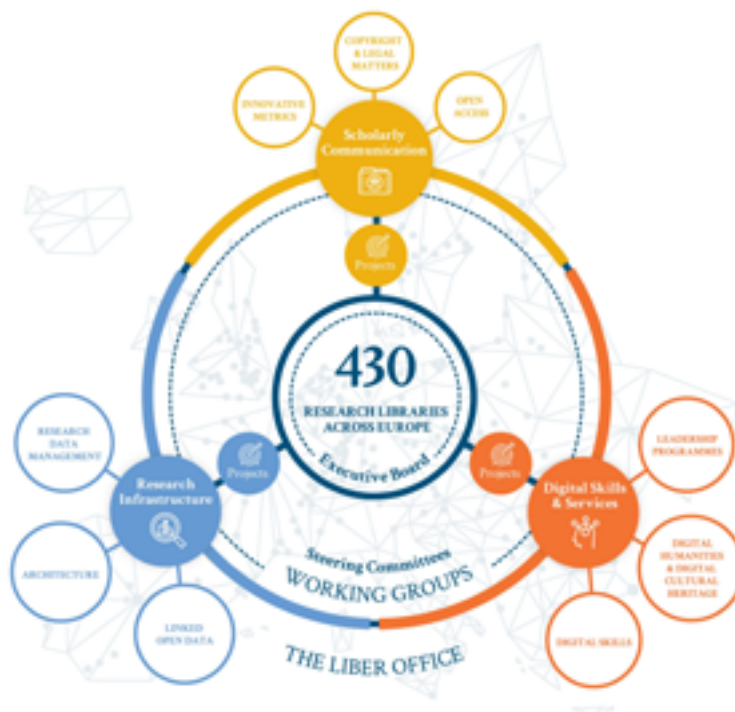 COPYRIGHT
& LEGAL
MATTERS
INNOVATIVE
METRICS
OPEN
ACCESS
Scholarly
Communication
Projects
430
RESEARCH LIBRARIES
ACROSS EUROPE
Executive Board
RESEARCH
DATA
MANAGEMENT
Projects
Research
Infrastructure
ARCHITECTURE
LINKED
OPEN DATA
Projects
Digital Skills
& Services
LEADERSHIP
PROGRAMMES
DIGITAL
HUMANITIES
& DIGITAL
CULTURAL
HERITAGE
DIGITAL SKILLS
Steering Committees
WORKING GROUPS
THE LIBER OFFICE